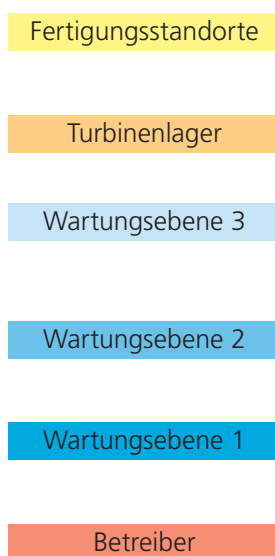 Fertigungsstandorte
Turbinenlager
Wartungsebene 3
Wartungsebene 2
Wartungsebene 1
Betreiber